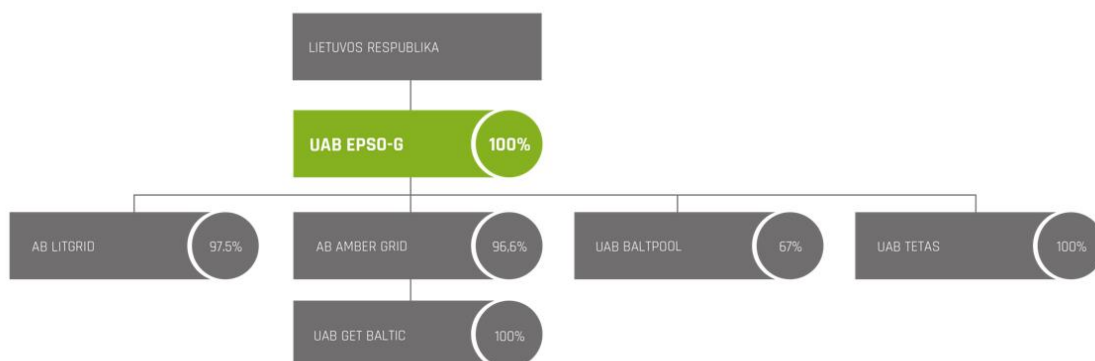 LIETUVOS RESPUBLIKA
UAB EPSO-G 100%
AB LITGRID 97.5%
AB AMBER GRID 96,6%
UAB BALTPOOL 67%
UAB TETAS 100%
UAB GET BALTIC 100%